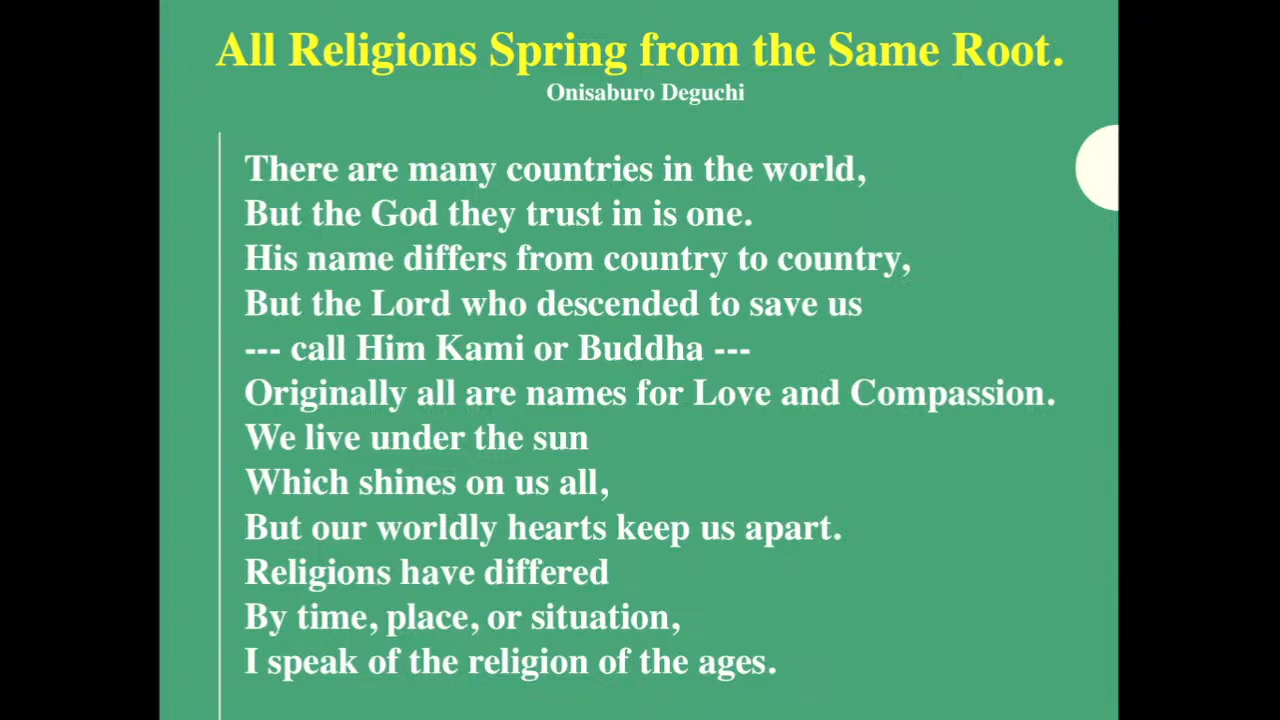 All Religions Spring from the Same Root.
Onisaburo Deguchi
There are many countries in the world,
But the God they trust in is one.
His name differs from country to country,
But the Lord who descended to save us
--- call Him Kami or Buddha ---
Originally all are names for Love and Compassion.
We live under the sun
Which shines on us all,
But our worldly hearts keep us apart.
Religions have differed
By time, place, or situation,
I speak of the religion of the ages.